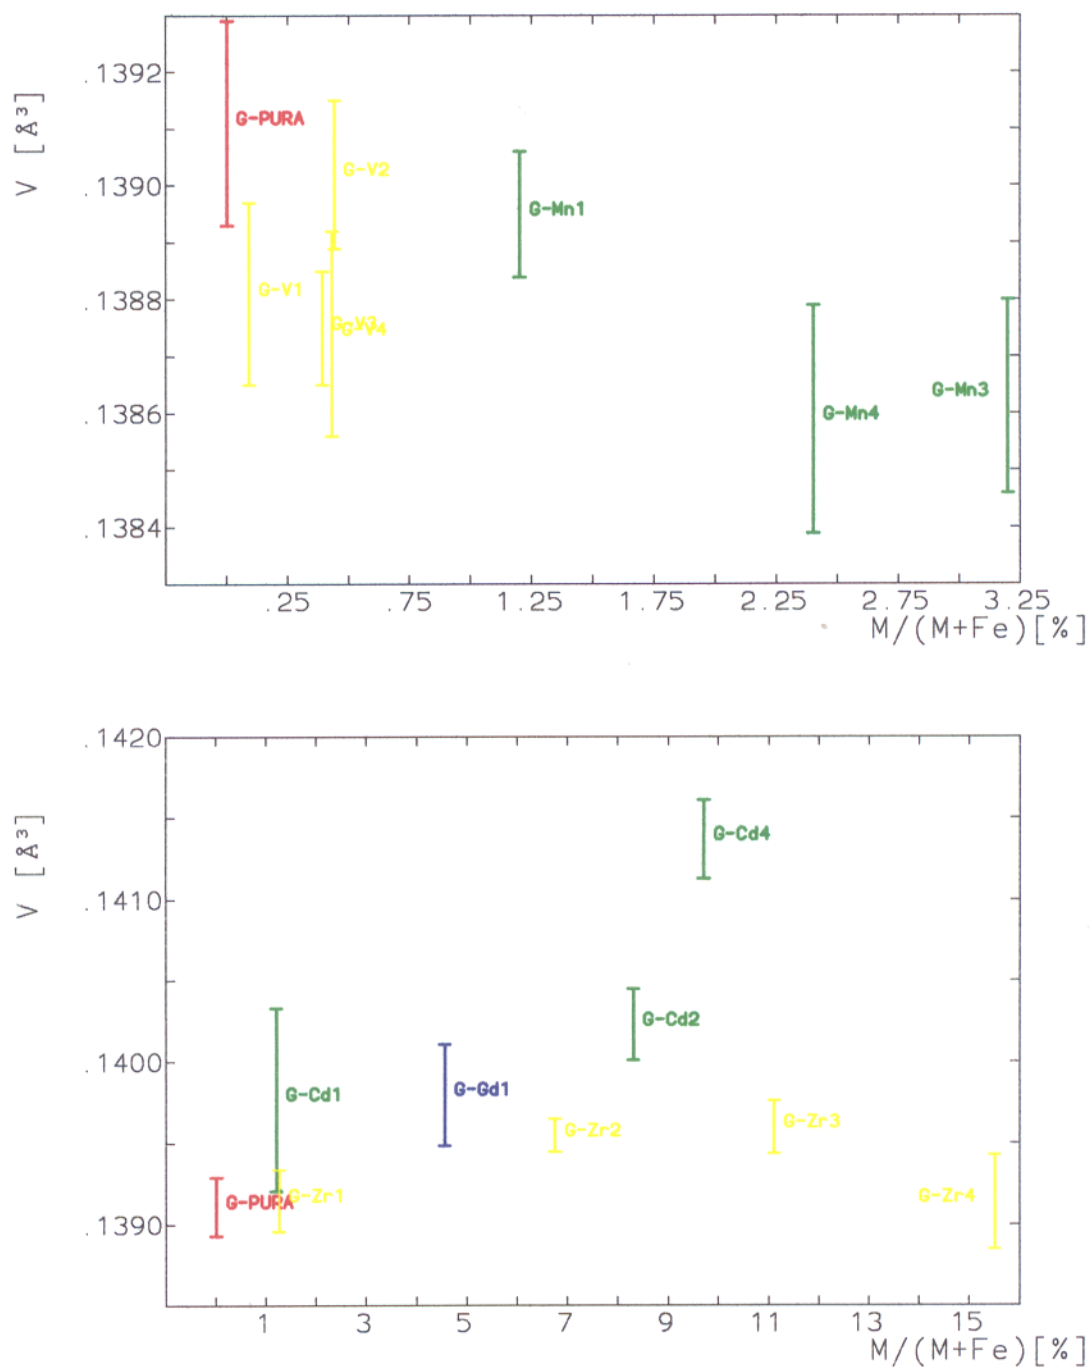 V [Å³]
.1392
.1390
.1388
.1386
.1384
G-PURA
G-V2
G-Mn1
G-V1
G-V3
G-V4
G-Mn3
G-Mn4
.25 .75 1.25 1.75 2.25 2.75 3.25
M/(M+Fe)[%]
V [Å³]
.1420
.1410
.1400
.1390
G-Cd4
G-Cd2
G-Cd1
G-Gd1
G-Zr2
G-Zr3
G-PURA
G-Zr1
G-Zr4
1 3 5 7 9 11 13 15
M/(M+Fe)[%]